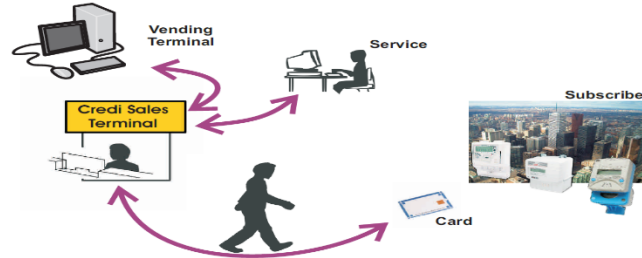 Vending
Terminal
Service
Credi Sales
Terminal
Subscribe
Card